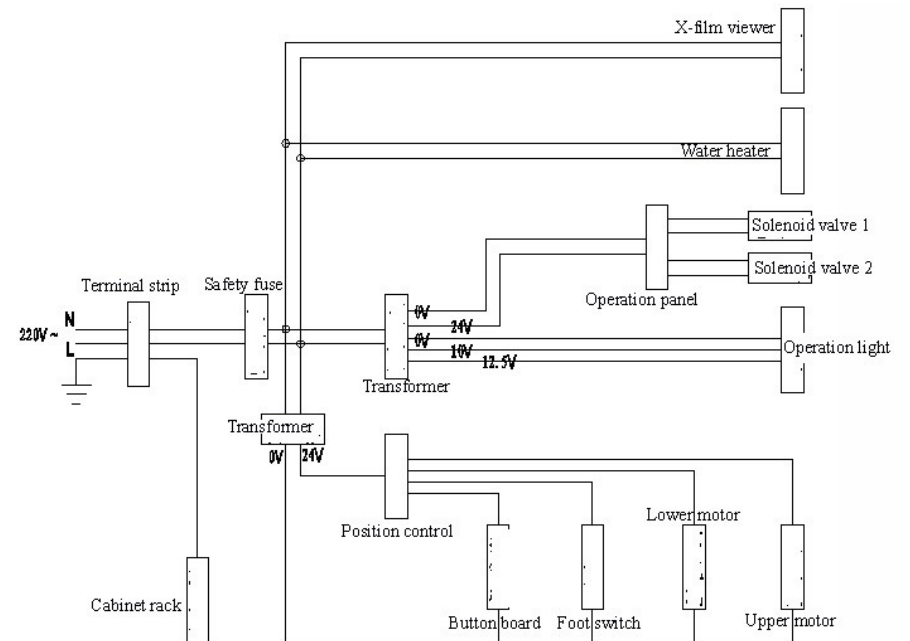 X-film viewer
Water heater
Solenoid valve 1
Solenoid valve 2
Operation panel
Terminal strip
Safety fuse
N
220V~
L
0V
24V
0V
10V
12.5V
Operation light
Transformer
Transformer
0V
24V
Position control
Lower motor
Cabinet rack
Button board
Foot switch
Upper motor